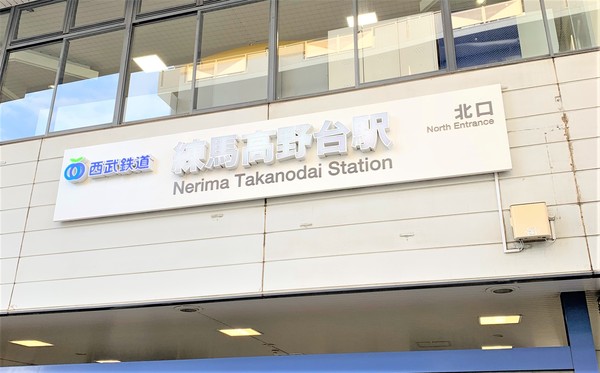 西武鉄道
練馬高野台駅
Nerima Takanodai Station
北口
North Entrance